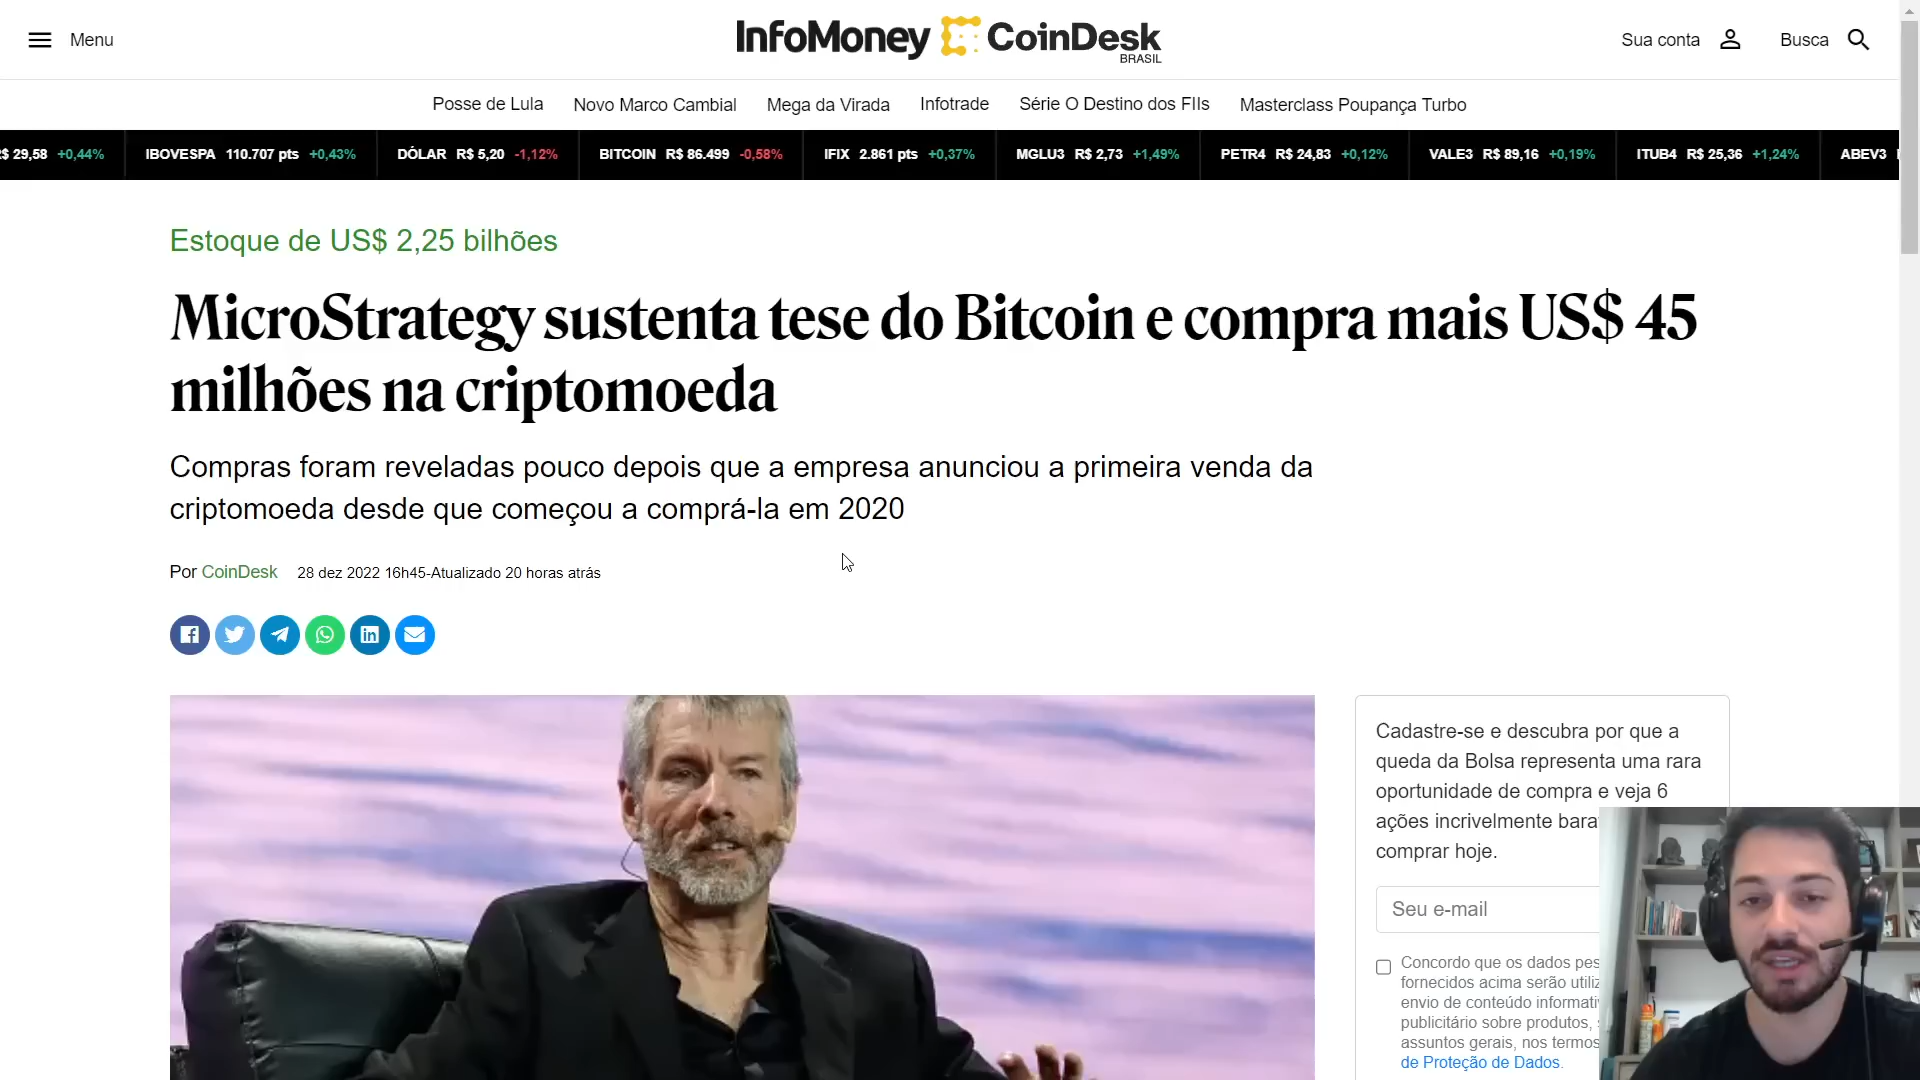 Menu
InfoMoney CoinDesk
BRASIL
Sua conta
Busca
Posse de Lula Novo Marco Cambial Mega da Virada Infotrade Série O Destino dos FIIs Masterclass Poupança Turbo
$ 29,58 +0,44% IBOVESPA 110.707 pts +0,43% DÓLAR R$ 5,20 -1,12% BITCOIN R$ 86.499 -0,58% IFIX 2.861 pts +0,37% MGLU3 R$ 2,73 +1,49% PETR4 R$ 24,83 +0,12% VALE3 R$ 89,16 +0,19% ITUB4 R$ 25,36 +1,24% ABEV3
Estoque de US$ 2,25 bilhões
MicroStrategy sustenta tese do Bitcoin e compra mais US$ 45
milhões na criptomoeda
Compras foram reveladas pouco depois que a empresa anunciou a primeira venda da
criptomoeda desde que começou a comprá-la em 2020
Por CoinDesk 28 dez 2022 16h45-Atualizado 20 horas atrás
Cadastre-se e descubra por que a
queda da Bolsa representa uma rara
oportunidade de compra e veja 6
ações incrivelmente bara
comprar hoje.
Seu e-mail
Concordo que os dados pes
fornecidos acima serão utiliz
envio de conteúdo informati
publicitário sobre produtos,
assuntos gerais, nos termos
de Proteção de Dados.